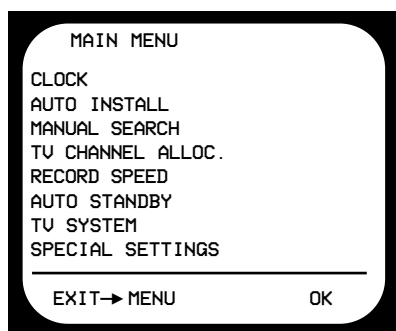 MAIN MENU
CLOCK
AUTO INSTALL
MANUAL SEARCH
TV CHANNEL ALLOC.
RECORD SPEED
AUTO STANDBY
TV SYSTEM
SPECIAL SETTINGS
EXIT→ MENU OK